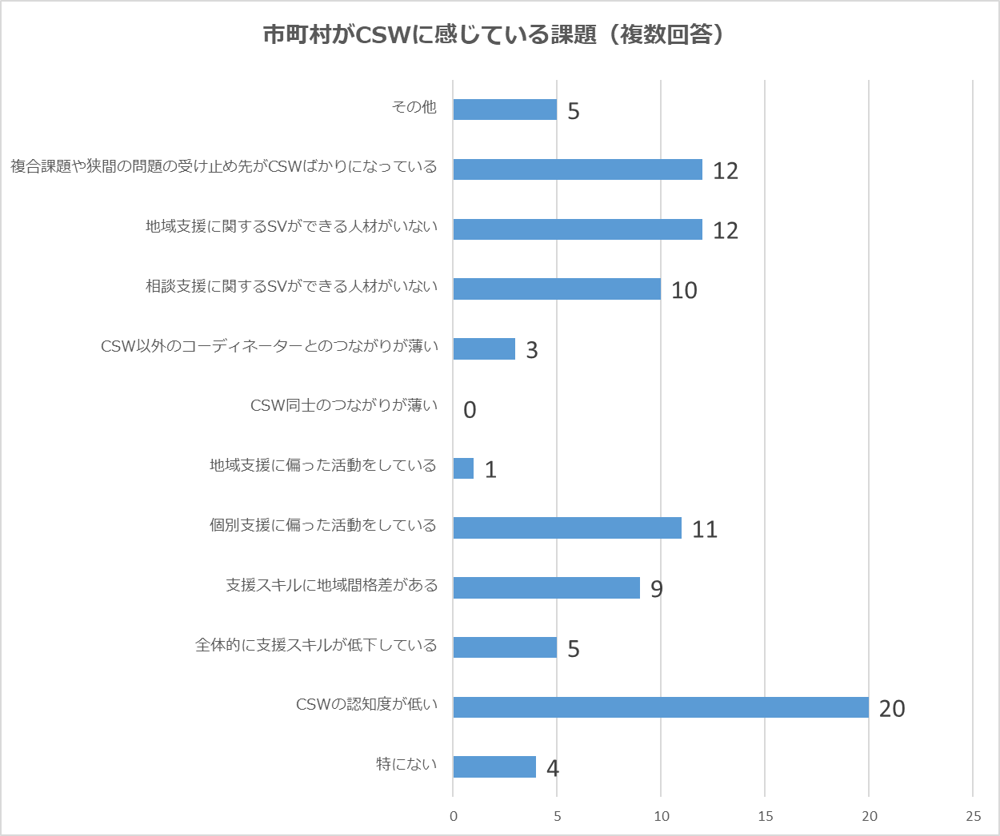 市町村がCSWに感じている課題（複数回答）
その他 5
複合課題や狭間の問題の受け止め先がCSWばかりになっている 12
地域支援に関するSVができる人材がいない 12
相談支援に関するSVができる人材がいない 10
CSW以外のコーディネーターとのつながりが薄い 3
CSW同士のつながりが薄い 0
地域支援に偏った活動をしている 1
個別支援に偏った活動をしている 11
支援スキルに地域間格差がある 9
全体的に支援スキルが低下している 5
CSWの認知度が低い 20
特にない 4
0 5 10 15 20 25